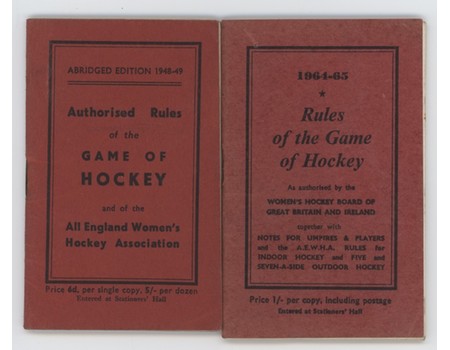 ABRIDGED EDITION 1948-49
Authorised Rules
of the
GAME OF
HOCKEY
and of the
All England Women's
Hockey Association
Price 6d. per single copy, 5/- per dozen
Entered at Stationers' Hall
1964-65
★
Rules
of the Game
of Hockey
As authorised by the
WOMEN'S HOCKEY BOARD OF
GREAT BRITAIN AND IRELAND
together with
NOTES FOR UMPIRES & PLAYERS
and the A.E.W.H.A. RULES for
INDOOR HOCKEY and FIVE and
SEVEN-A-SIDE OUTDOOR HOCKEY
Price 1/- per copy, including postage
Entered at Stationers' Hall